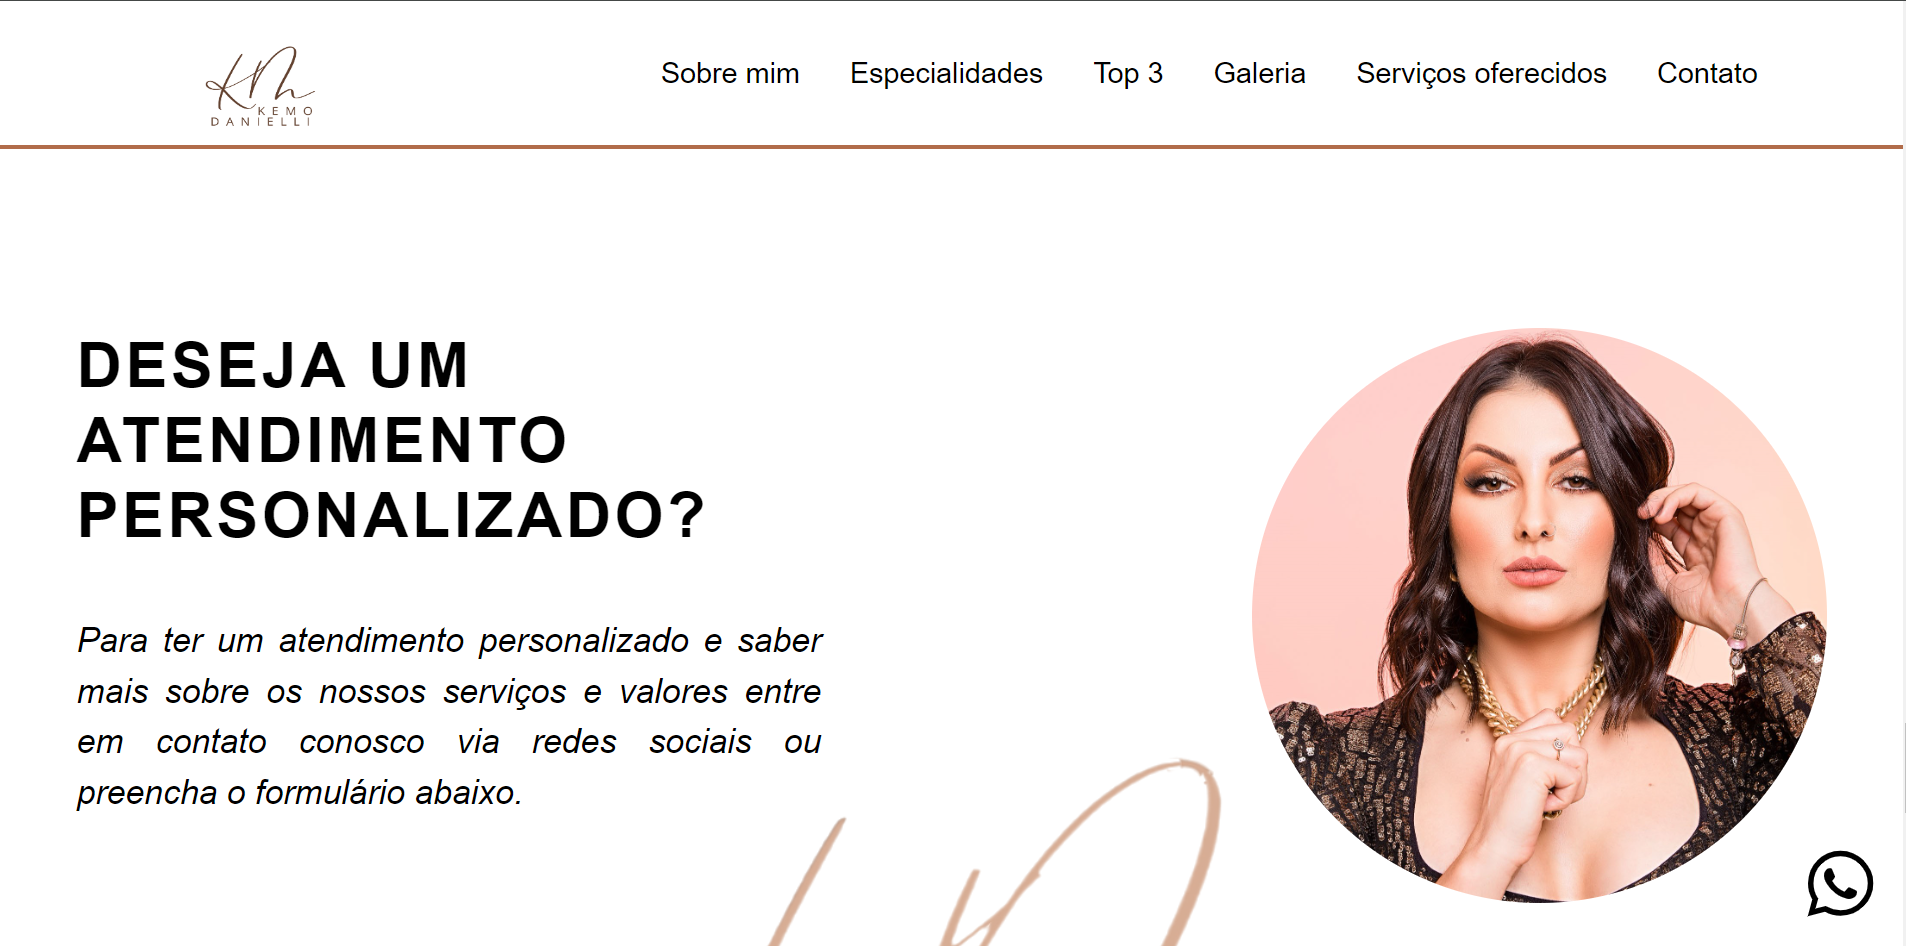 KEMO
DANIELLI
Sobre mim Especialidades Top 3 Galeria Serviços oferecidos Contato
DESEJA UM
ATENDIMENTO
PERSONALIZADO?
Para ter um atendimento personalizado e saber
mais sobre os nossos serviços e valores entre
em contato conosco via redes sociais ou
preencha o formulário abaixo.